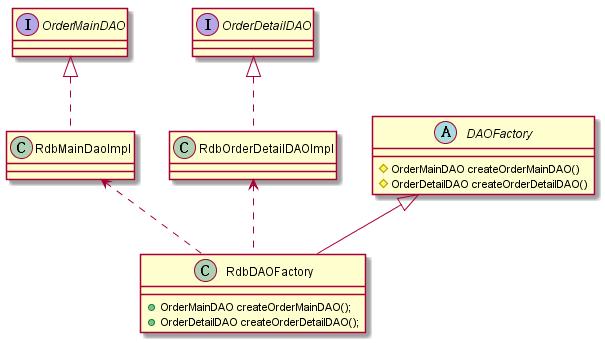 I OrderMainDAO
I OrderDetailDAO
C RdbMainDaoImpl
C RdbOrderDetailDAOImpl
A DAOFactory
OrderMainDAO createOrderMainDAO()
OrderDetailDAO createOrderDetailDAO()
C RdbDAOFactory
OrderMainDAO createOrderMainDAO();
OrderDetailDAO createOrderDetailDAO();